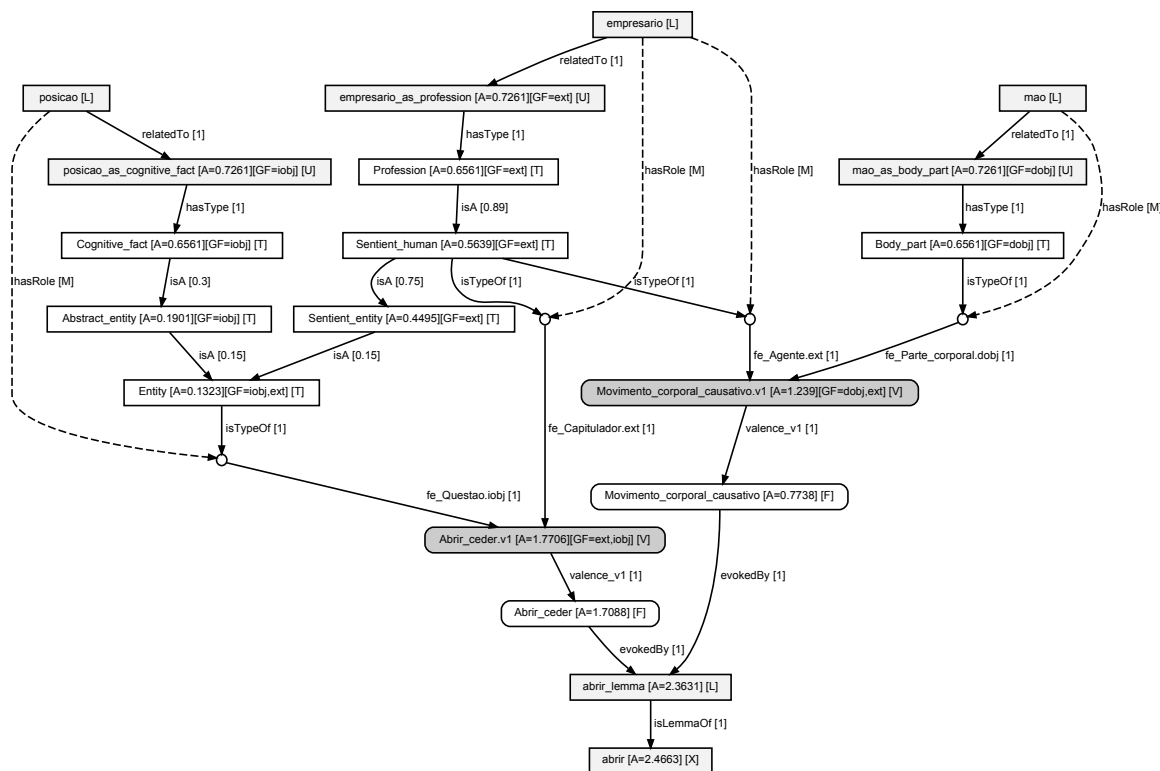 empresario [L]
relatedTo [1]
posicao [L]
empresario_as_profession [A=0.7261][GF=ext] [U]
mao [L]
relatedTo [1]
hasType [1]
relatedTo [1]
posicao_as_cognitive_fact [A=0.7261][GF=iobj] [U]
Profession [A=0.6561][GF=ext] [T]
hasRole [M]
hasRole [M]
mao_as_body_part [A=0.7261][GF=dobj] [U]
hasType [1]
isA [0.89]
hasType [1]
hasRole [M]
Cognitive_fact [A=0.6561][GF=iobj] [T]
Sentient_human [A=0.5639][GF=ext] [T]
Body_part [A=0.6561][GF=dobj] [T]
hasRole [M]
isA [0.3]
isA [0.75]
isTypeOf [1]
isTypeOf [1]
isTypeOf [1]
Abstract_entity [A=0.1901][GF=iobj] [T]
Sentient_entity [A=0.4495][GF=ext] [T]
isA [0.15]
isA [0.15]
fe_Agente.ext [1]
fe_Parte_corporal.dobj [1]
Entity [A=0.1323][GF=iobj,ext] [T]
Movimento_corporal_causativo.v1 [A=1.239][GF=dobj,ext] [V]
isTypeOf [1]
fe_Capitulador.ext [1]
valence_v1 [1]
fe_Questao.iobj [1]
Movimento_corporal_causativo [A=0.7738] [F]
Abrir_ceder.v1 [A=1.7706][GF=ext,iobj] [V]
valence_v1 [1]
evokedBy [1]
Abrir_ceder [A=1.7088] [F]
evokedBy [1]
abrir_lemma [A=2.3631] [L]
isLemmaOf [1]
abrir [A=2.4663] [X]